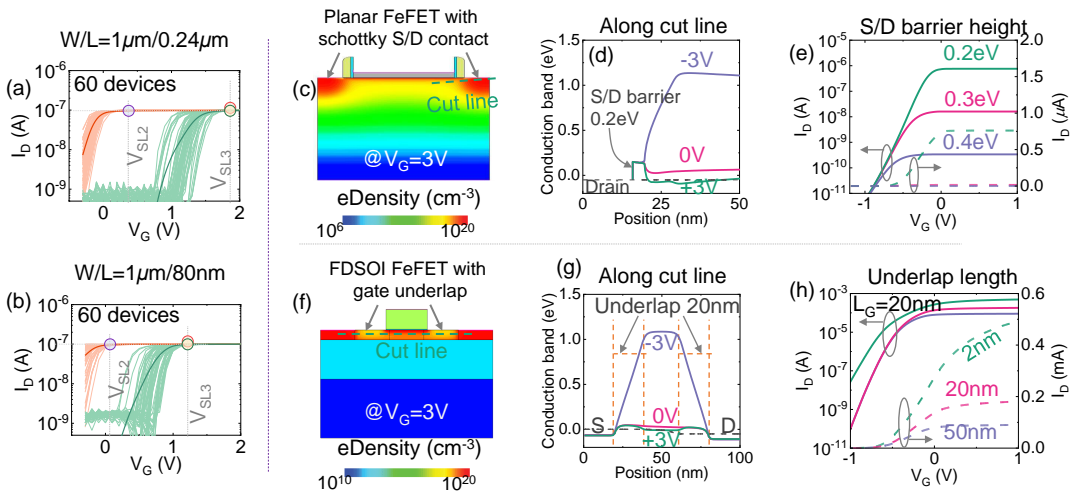 W/L=1µm/0.24µm
(a)
60 devices
10⁻⁶
10⁻⁷
10⁻⁸
10⁻⁹
I_D (A)
V_SL2
V_SL3
0
1
2
V_G (V)
W/L=1µm/80nm
(b)
60 devices
10⁻⁶
10⁻⁷
10⁻⁸
10⁻⁹
I_D (A)
V_SL2
V_SL3
0
1
2
V_G (V)
Planar FeFET with
schottky S/D contact
(c)
Cut line
@V_G=3V
eDensity (cm⁻³)
10⁶
10²⁰
Along cut line
(d)
1.5
1.0
0.5
0.0
Conduction band (eV)
-3V
S/D barrier
0.2eV
0V
Drain
+3V
20
30
40
50
10
Position (nm)
S/D barrier height
(e)
10⁻⁵
10⁻⁶
10⁻⁷
10⁻⁸
10⁻⁹
10⁻¹⁰
10⁻¹¹
I_D (A)
0.2eV
0.3eV
0.4eV
2.0
1.5
1.0
0.5
0.0
I_D (µA)
-1
0
1
V_G (V)
FDSOI FeFET with
gate underlap
(f)
Cut line
@V_G=3V
eDensity (cm⁻³)
10¹⁰
10²⁰
(g)
Along cut line
1.5
1.0
0.5
0.0
Conduction band (eV)
Underlap 20nm
-3V
0V
S
D
+3V
0
20
40
60
80
100
Position (nm)
Underlap length
(h)
10⁻³
10⁻⁵
10⁻⁷
10⁻⁹
10⁻¹¹
I_D (A)
L_G=20nm
2nm
20nm
50nm
0.6
0.4
0.2
0.0
I_D (mA)
-1
0
1
V_G (V)